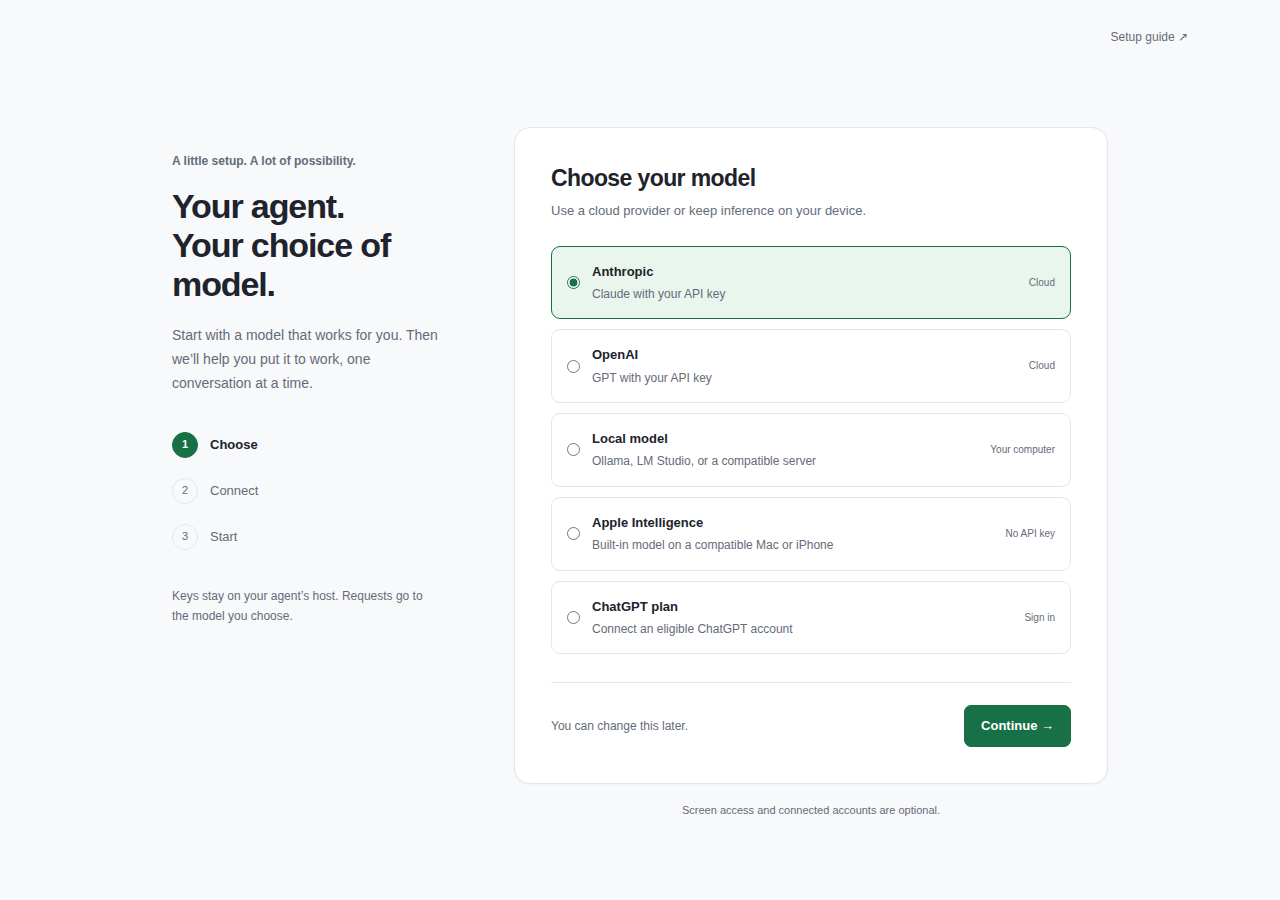 Setup guide ↗
A little setup. A lot of possibility.
Your agent.
Your choice of
model.
Start with a model that works for you. Then
we’ll help you put it to work, one
conversation at a time.
1 Choose
2 Connect
3 Start
Keys stay on your agent’s host. Requests go to
the model you choose.
Choose your model
Use a cloud provider or keep inference on your device.
Anthropic
Claude with your API key
Cloud
OpenAI
GPT with your API key
Cloud
Local model
Ollama, LM Studio, or a compatible server
Your computer
Apple Intelligence
Built-in model on a compatible Mac or iPhone
No API key
ChatGPT plan
Connect an eligible ChatGPT account
Sign in
You can change this later.
Continue →
Screen access and connected accounts are optional.